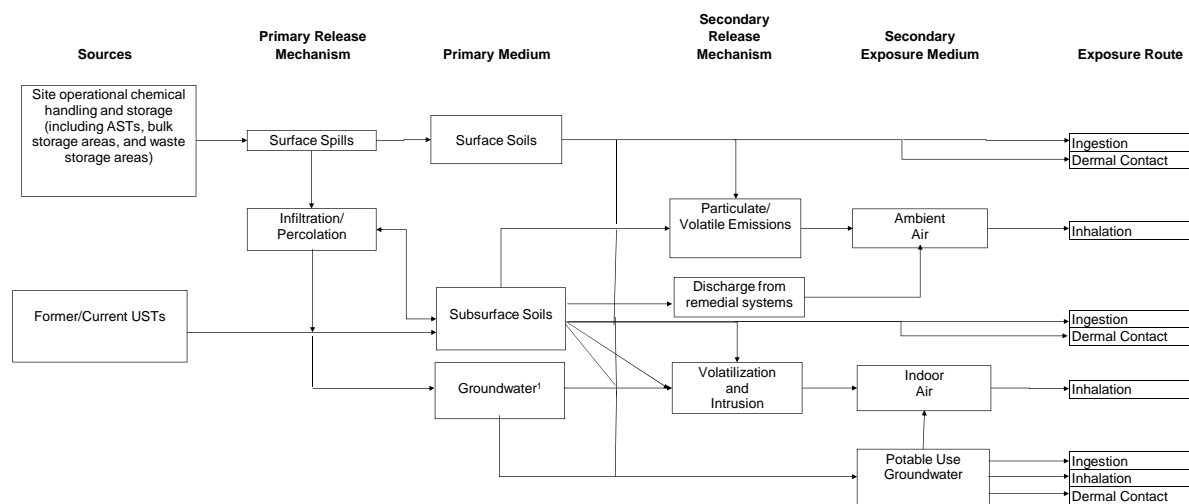 Sources
Primary Release
Mechanism
Primary Medium
Secondary
Release
Mechanism
Secondary
Exposure Medium
Exposure Route
Site operational chemical
handling and storage
(including ASTs, bulk
storage areas, and waste
storage areas)
Surface Spills
Surface Soils
Ingestion
Dermal Contact
Infiltration/
Percolation
Particulate/
Volatile Emissions
Ambient
Air
Inhalation
Former/Current USTs
Subsurface Soils
Discharge from
remedial systems
Ingestion
Dermal Contact
Groundwater¹
Volatilization
and
Intrusion
Indoor
Air
Inhalation
Potable Use
Groundwater
Ingestion
Inhalation
Dermal Contact